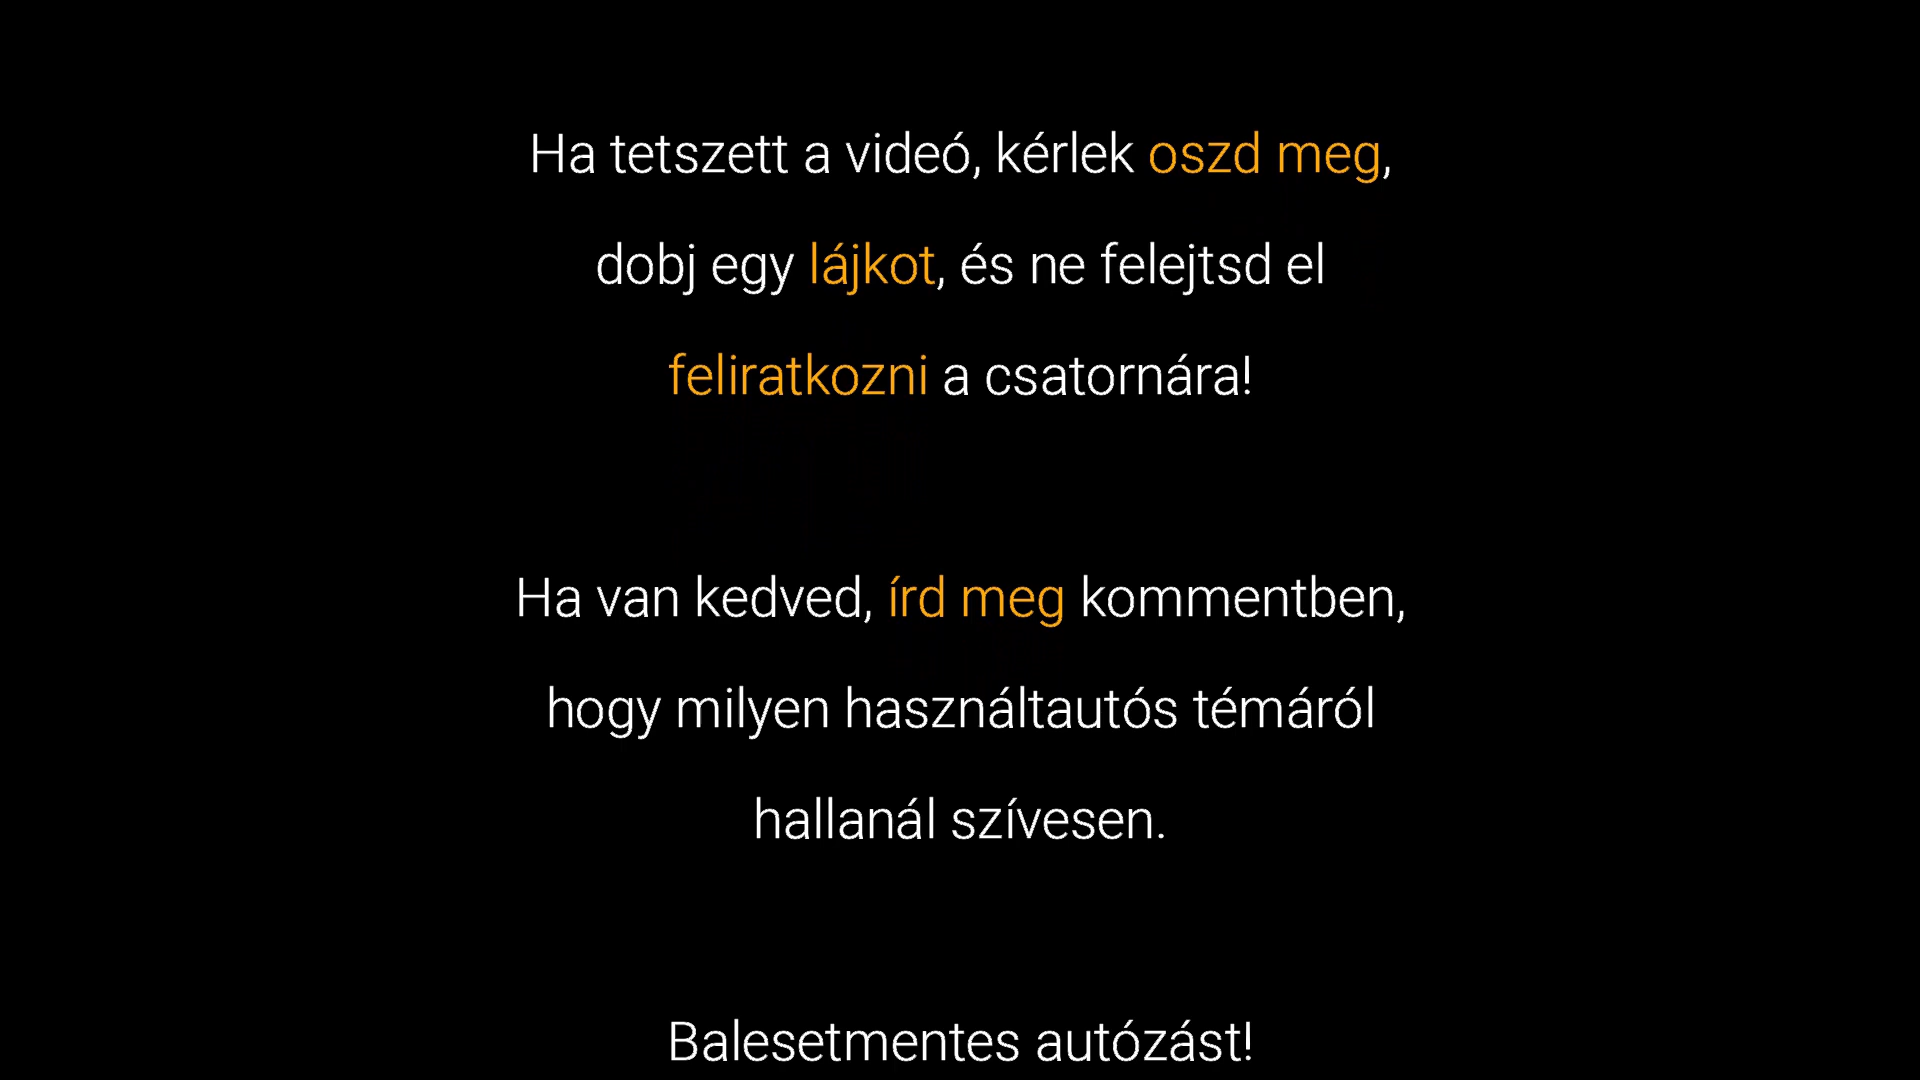 Ha tetszett a videó, kérlek oszd meg,
dobj egy lájkot, és ne felejtsd el
feliratkozni a csatornára!
Ha van kedved, írd meg kommentben,
hogy milyen használtautós témáról
hallanál szívesen.
Balesetmentes autózást!